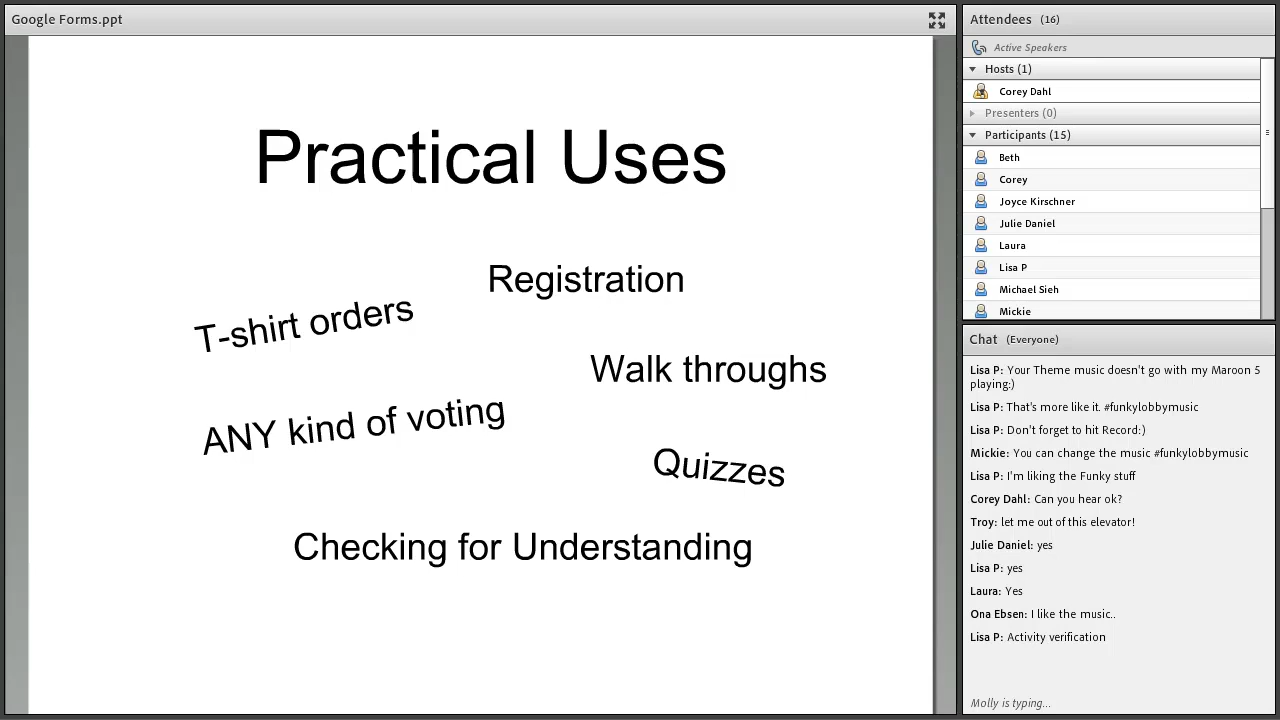 Google Forms.ppt
Practical Uses
Registration
T-shirt orders
Walk throughs
ANY kind of voting
Quizzes
Checking for Understanding
Attendees (16)
Active Speakers
Hosts (1)
Corey Dahl
Presenters (0)
Participants (15)
Beth
Corey
Joyce Kirschner
Julie Daniel
Laura
Lisa P
Michael Sieh
Mickie
Chat (Everyone)
Lisa P: Your Theme music doesn't go with my Maroon 5
playing:)
Lisa P: That's more like it. #funkylobbymusic
Lisa P: Don't forget to hit Record:)
Mickie: You can change the music #funkylobbymusic
Lisa P: I'm liking the Funky stuff
Corey Dahl: Can you hear ok?
Troy: let me out of this elevator!
Julie Daniel: yes
Lisa P: yes
Laura: Yes
Ona Ebsen: I like the music..
Lisa P: Activity verification
Molly is typing...